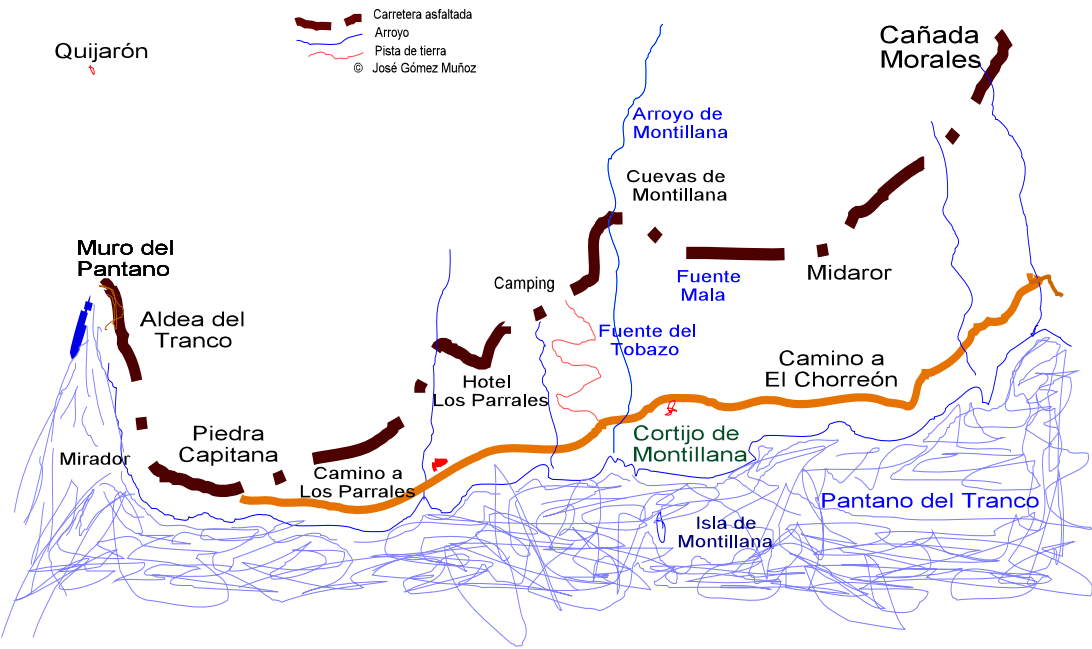 Carretera asfaltada
Arroyo
Pista de tierra
© José Gómez Muñoz
Quijarón
Cañada
Morales
Arroyo de
Montillana
Cuevas de
Montillana
Muro del
Pantano
Fuente
Mala
Midaror
Camping
Aldea del
Tranco
Fuente del
Tobazo
Camino a
El Chorreón
Hotel
Los Parrales
Piedra
Capitana
Mirador
Camino a
Los Parrales
Cortijo de
Montillana
Pantano del Tranco
Isla de
Montillana